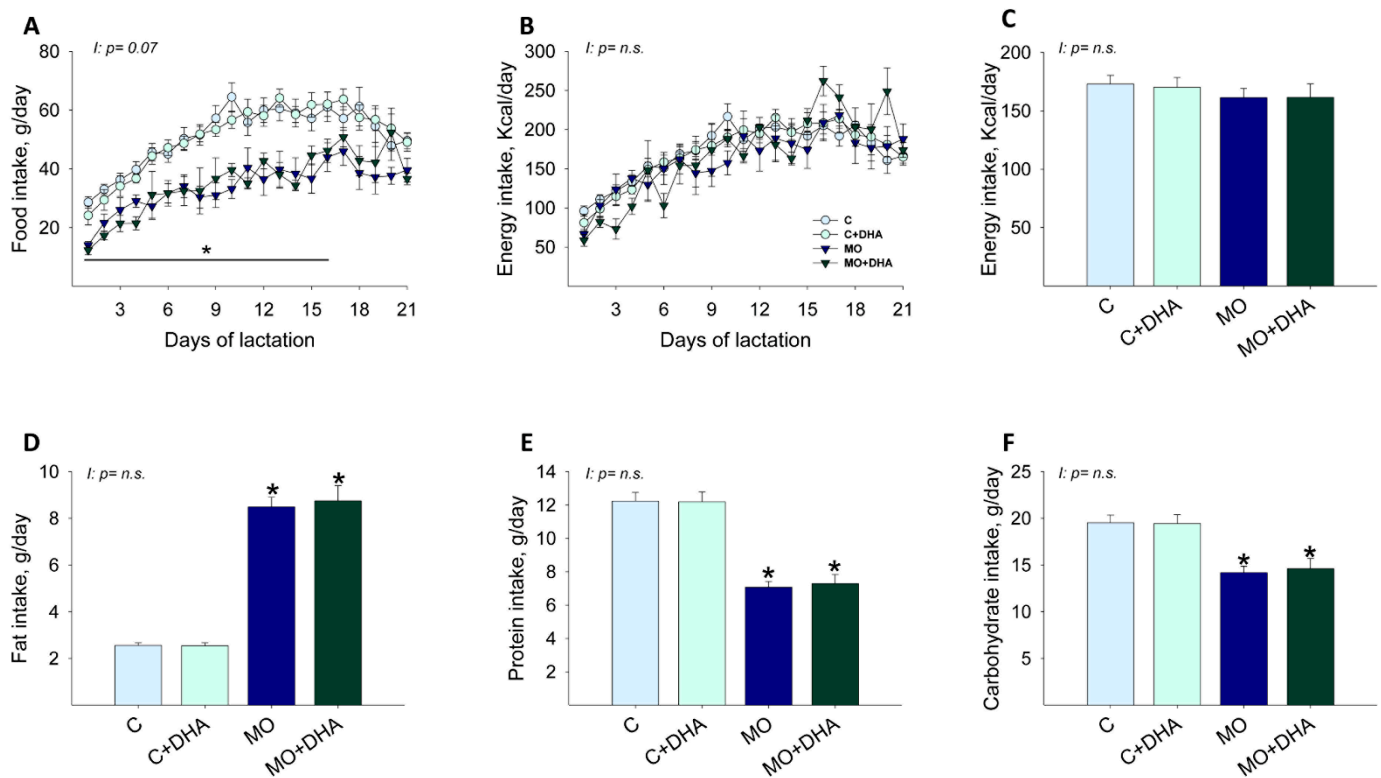 A
I: p= 0.07
Food intake, g/day
80
60
40
20
*
3 6 9 12 15 18 21
Days of lactation
B
I: p= n.s.
Energy intake, Kcal/day
300
250
200
150
100
50
C
C+DHA
MO
MO+DHA
3 6 9 12 15 18 21
Days of lactation
C
I: p= n.s.
Energy intake, Kcal/day
200
150
100
50
C C+DHA MO MO+DHA
D
I: p= n.s.
Fat intake, g/day
10
8
6
4
2
* *
C C+DHA MO MO+DHA
E
I: p= n.s.
Protein intake, g/day
14
12
10
8
6
4
2
* *
C C+DHA MO MO+DHA
F
I: p= n.s.
Carbohydrate intake, g/day
25
20
15
10
5
* *
C C+DHA MO MO+DHA